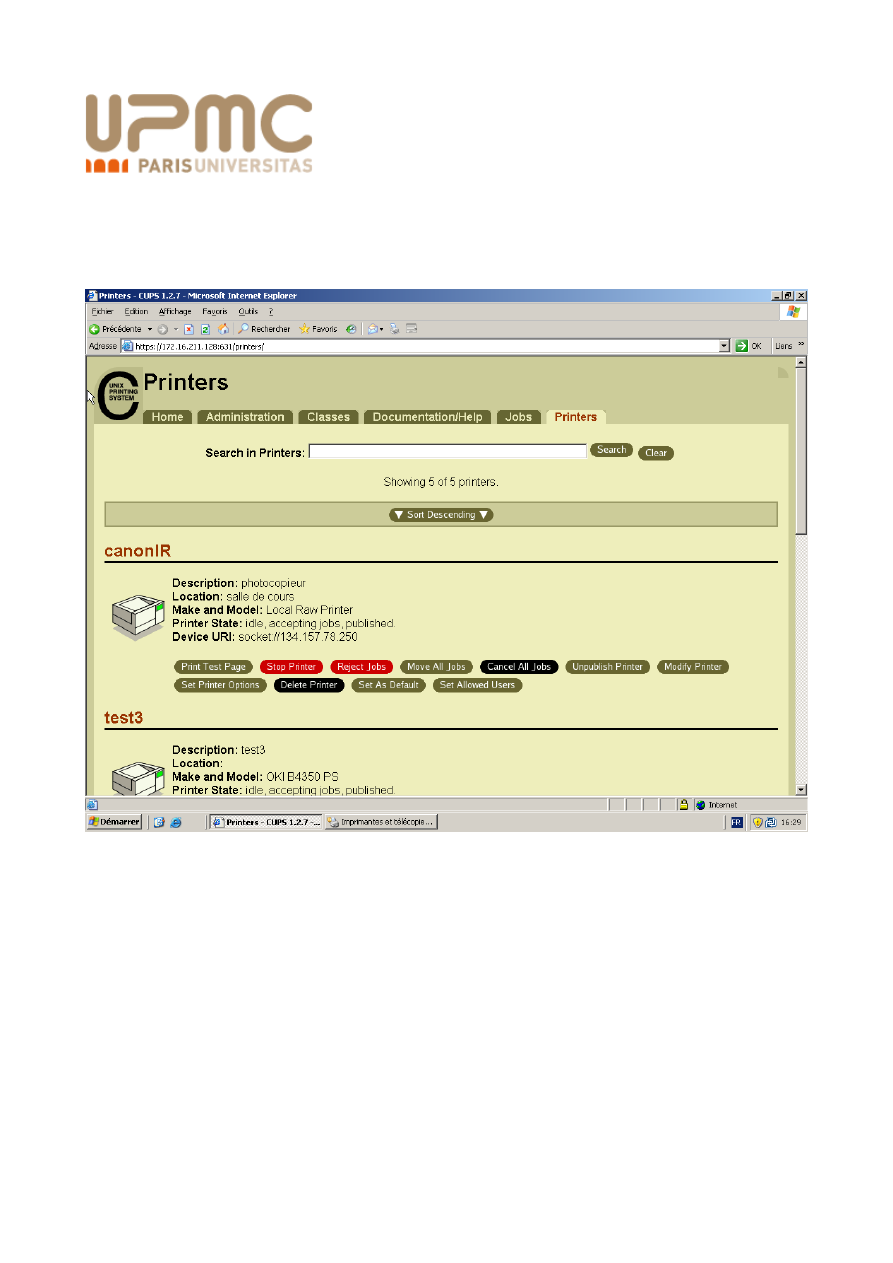 UPMC
PARISUNIVERSITAS
Printers - CUPS 1.2.7 - Microsoft Internet Explorer
Fichier Edition Affichage Favoris Outils ?
Précédente Rechercher Favoris
Adresse https://172.16.211.128:631/printers/ OK Liens »
UNIX
PRINTING
SYSTEM
Printers
Home Administration Classes Documentation/Help Jobs Printers
Search in Printers: Search Clear
Showing 5 of 5 printers.
▼ Sort Descending ▼
canonIR
Description: photocopieur
Location: salle de cours
Make and Model: Local Raw Printer
Printer State: idle, accepting jobs, published.
Device URI: socket://134.157.78.250
Print Test Page Stop Printer Reject Jobs Move All Jobs Cancel All Jobs Unpublish Printer Modify Printer
Set Printer Options Delete Printer Set As Default Set Allowed Users
test3
Description: test3
Location:
Make and Model: OKI B4350 PS
Printer State: idle, accepting jobs, published.
Internet
Démarrer Printers - CUPS 1.2.7 -... Imprimantes et télécopie... FR 16:29